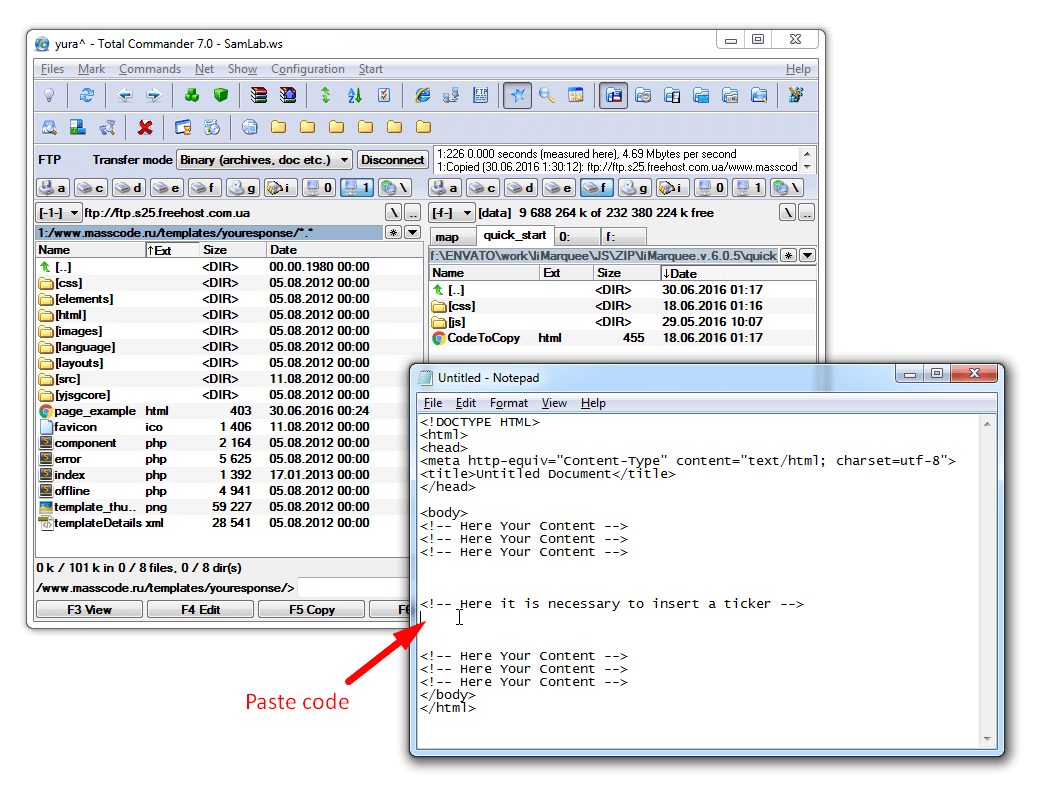 yura^ - Total Commander 7.0 - SamLab.ws
Files Mark Commands Net Show Configuration Start Help
FTP Transfer mode Binary (archives, doc etc.) Disconnect
1:226 0.000 seconds (measured here), 4.69 Mbytes per second
1:Copied (30.06.2016 1:30:12): ftp://ftp.s25.freehost.com.ua/www.masscod
a c d e f g i 0 1 \
a c d e f g i 0 1 \
[-1-] ftp://ftp.s25.freehost.com.ua \ ..
1:/www.masscode.ru/templates/youresponse/*.* *
Name ↑Ext Size Date
[..] <DIR> 00.00.1980 00:00
[css] <DIR> 05.08.2012 00:00
[elements] <DIR> 05.08.2012 00:00
[html] <DIR> 05.08.2012 00:00
[images] <DIR> 05.08.2012 00:00
[language] <DIR> 05.08.2012 00:00
[layouts] <DIR> 05.08.2012 00:00
[src] <DIR> 11.08.2012 00:00
[yjsgcore] <DIR> 05.08.2012 00:00
page_example html 403 30.06.2016 00:24
favicon ico 1 406 11.08.2012 00:00
component php 2 164 05.08.2012 00:00
error php 5 625 05.08.2012 00:00
index php 1 392 17.01.2013 00:00
offline php 4 941 05.08.2012 00:00
template_thu.. png 59 227 05.08.2012 00:00
templateDetails xml 28 541 05.08.2012 00:00
0 k / 101 k in 0 / 8 files, 0 / 8 dir(s)
/www.masscode.ru/templates/youresponse/>
F3 View F4 Edit F5 Copy F6
[-f-] [data] 9 688 264 k of 232 380 224 k free \ ..
map quick_start 0: f:
f:\ENVATO\work\liMarquee\JS\ZIP\liMarquee.v.6.0.5\quick *
Name Ext Size ↓Date
[..] <DIR> 30.06.2016 01:17
[css] <DIR> 18.06.2016 01:16
[js] <DIR> 29.05.2016 10:07
CodeToCopy html 455 18.06.2016 01:17
Untitled - Notepad
File Edit Format View Help
<!DOCTYPE HTML>
<html>
<head>
<meta http-equiv="Content-Type" content="text/html; charset=utf-8">
<title>Untitled Document</title>
</head>
<body>
<!-- Here Your Content -->
<!-- Here Your Content -->
<!-- Here Your Content -->
<!-- Here it is necessary to insert a ticker -->
<!-- Here Your Content -->
<!-- Here Your Content -->
<!-- Here Your Content -->
</body>
</html>
Paste code